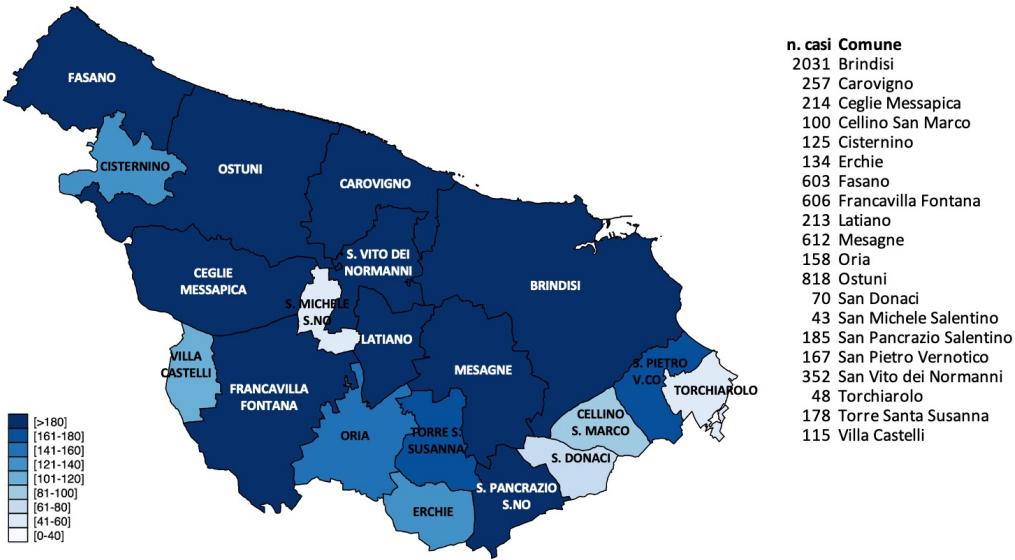 FASANO
CISTERNINO
OSTUNI
CAROVIGNO
S. VITO DEI
NORMANNI
CEGLIE
MESSAPICA
BRINDISI
S. MICHELE
S.NO
LATIANO
VILLA
CASTELLI
FRANCAVILLA
FONTANA
MESAGNE
S. PIETRO
V.CO
TORCHIAROLO
CELLINO
S. MARCO
ORIA
TORRE S.
SUSANNA
S. DONACI
S. PANCRAZIO
S.NO
ERCHIE
[>180]
[161-180]
[141-160]
[121-140]
[101-120]
[81-100]
[61-80]
[41-60]
[0-40]
n. casi Comune
2031 Brindisi
257 Carovigno
214 Ceglie Messapica
100 Cellino San Marco
125 Cisternino
134 Erchie
603 Fasano
606 Francavilla Fontana
213 Latiano
612 Mesagne
158 Oria
818 Ostuni
70 San Donaci
43 San Michele Salentino
185 San Pancrazio Salentino
167 San Pietro Vernotico
352 San Vito dei Normanni
48 Torchiarolo
178 Torre Santa Susanna
115 Villa Castelli